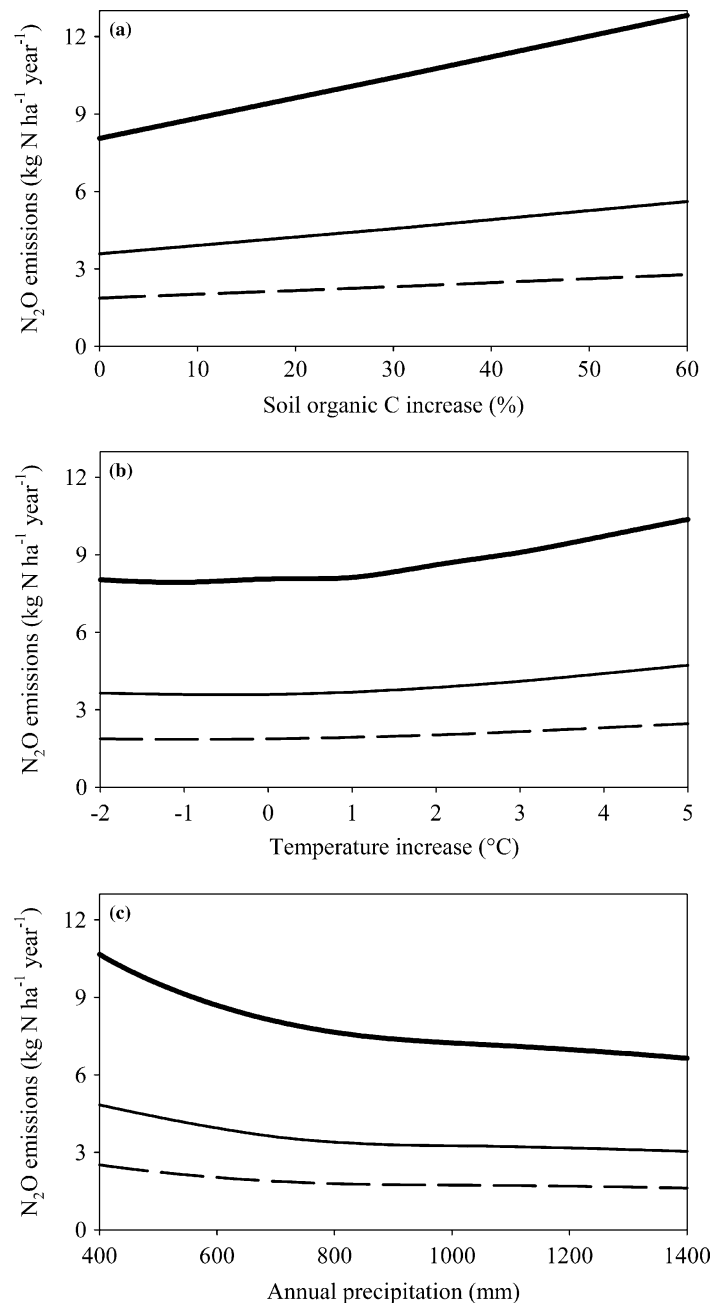 (a)
N₂O emissions (kg N ha⁻¹ year⁻¹)
12
9
6
3
0
0 10 20 30 40 50 60
Soil organic C increase (%)
(b)
N₂O emissions (kg N ha⁻¹ year⁻¹)
12
9
6
3
0
-2 -1 0 1 2 3 4 5
Temperature increase (°C)
(c)
N₂O emissions (kg N ha⁻¹ year⁻¹)
12
9
6
3
0
400 600 800 1000 1200 1400
Annual precipitation (mm)